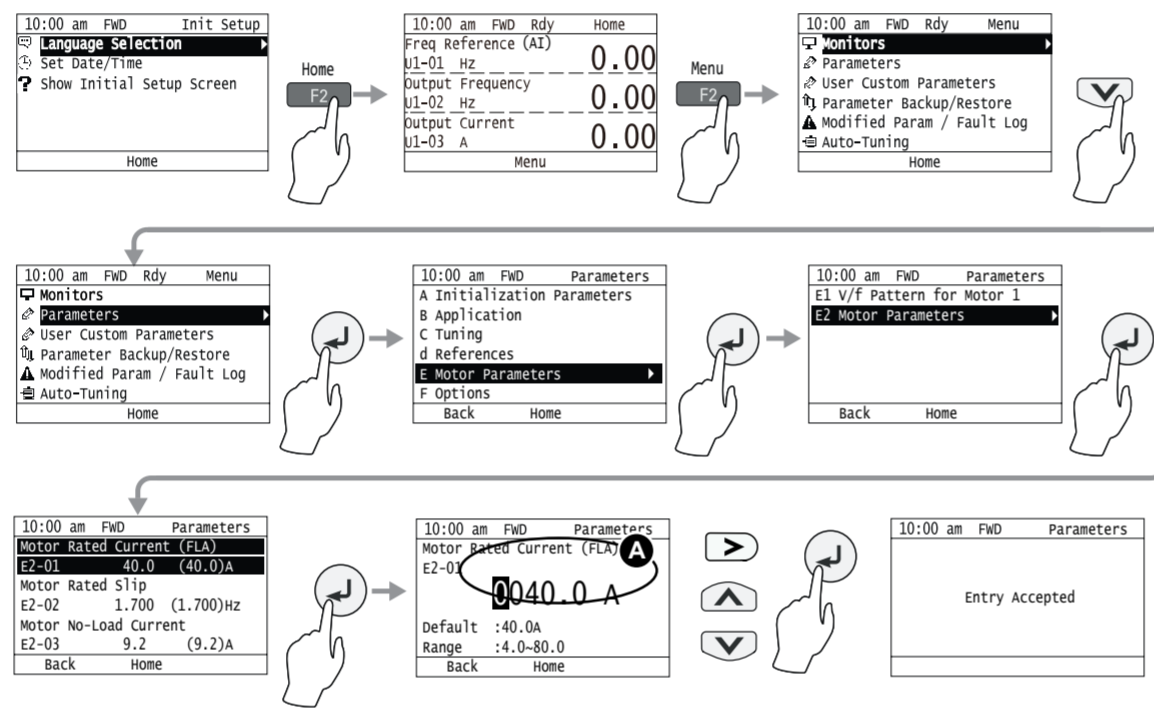 10:00 am FWD Init Setup
Language Selection
Set Date/Time
? Show Initial Setup Screen
Home
Home
F2
10:00 am FWD Rdy Home
Freq Reference (AI)
U1-01 Hz 0.00
Output Frequency
U1-02 Hz 0.00
Output Current
U1-03 A 0.00
Menu
Menu
F2
10:00 am FWD Rdy Menu
Monitors
Parameters
User Custom Parameters
Parameter Backup/Restore
Modified Param / Fault Log
Auto-Tuning
Home
10:00 am FWD Rdy Menu
Monitors
Parameters
User Custom Parameters
Parameter Backup/Restore
Modified Param / Fault Log
Auto-Tuning
Home
10:00 am FWD Parameters
A Initialization Parameters
B Application
C Tuning
d References
E Motor Parameters
F Options
Back Home
10:00 am FWD Parameters
E1 V/f Pattern for Motor 1
E2 Motor Parameters
Back Home
10:00 am FWD Parameters
Motor Rated Current (FLA)
E2-01 40.0 (40.0)A
Motor Rated Slip
E2-02 1.700 (1.700)Hz
Motor No-Load Current
E2-03 9.2 (9.2)A
Back Home
10:00 am FWD Parameters
Motor Rated Current (FLA) A
E2-01
0040.0 A
Default :40.0A
Range :4.0~80.0
Back Home
10:00 am FWD Parameters
Entry Accepted